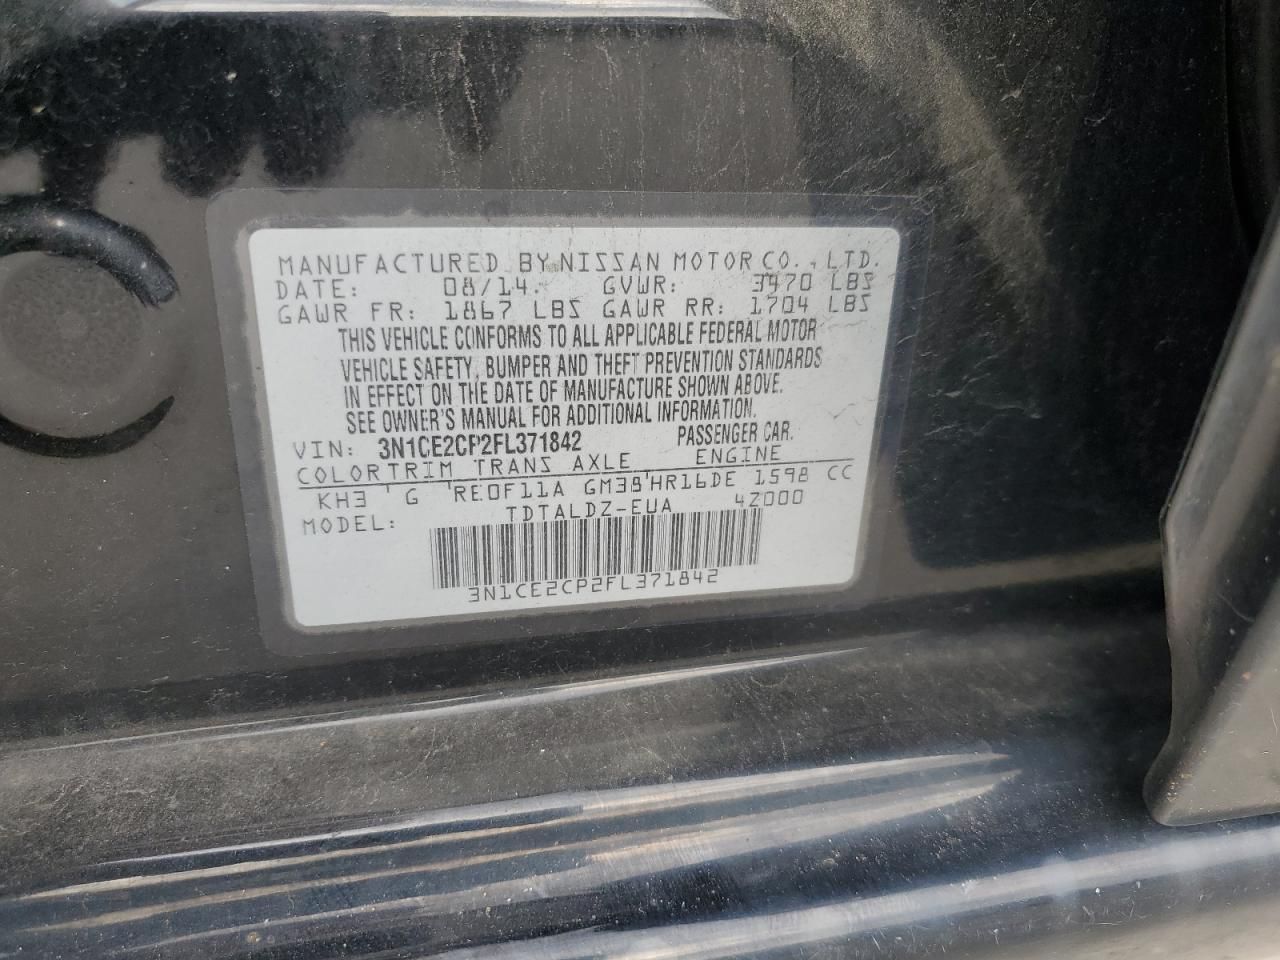 MANUFACTURED BY NISSAN MOTOR CO., LTD.
DATE: 08/14. GVWR: 3470 LBS
GAWR FR: 1867 LBS GAWR RR: 1704 LBS
THIS VEHICLE CONFORMS TO ALL APPLICABLE FEDERAL MOTOR
VEHICLE SAFETY, BUMPER AND THEFT PREVENTION STANDARDS
IN EFFECT ON THE DATE OF MANUFACTURE SHOWN ABOVE.
SEE OWNER'S MANUAL FOR ADDITIONAL INFORMATION.
VIN: 3N1CE2CP2FL371842 PASSENGER CAR.
COLOR TRIM TRANS AXLE ENGINE
KH3 G RE0F11A GM38 HR16DE 1598 CC
MODEL: TDTALDZ-EUA 4Z000
3N1CE2CP2FL371842